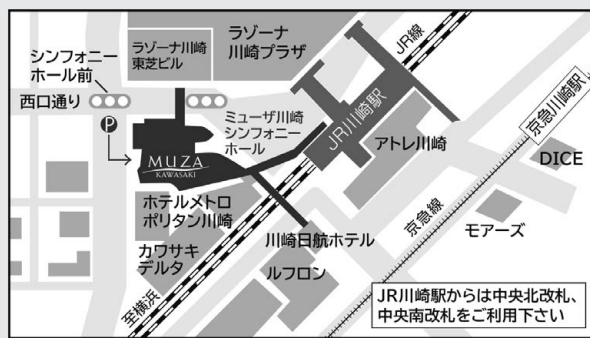 ラゾーナ川崎
東芝ビル
ラゾーナ
川崎プラザ
シンフォニー
ホール前
西口通り
P
ミューザ川崎
シンフォニー
ホール
MUZA
KAWASAKI
JR線
JR川崎駅
アトレ川崎
京急川崎駅
DICE
ホテルメトロ
ポリタン川崎
カワサキ
デルタ
川崎日航ホテル
ルフロン
京急線
モアーズ
至横浜
JR川崎駅からは中央北改札、
中央南改札をご利用下さい